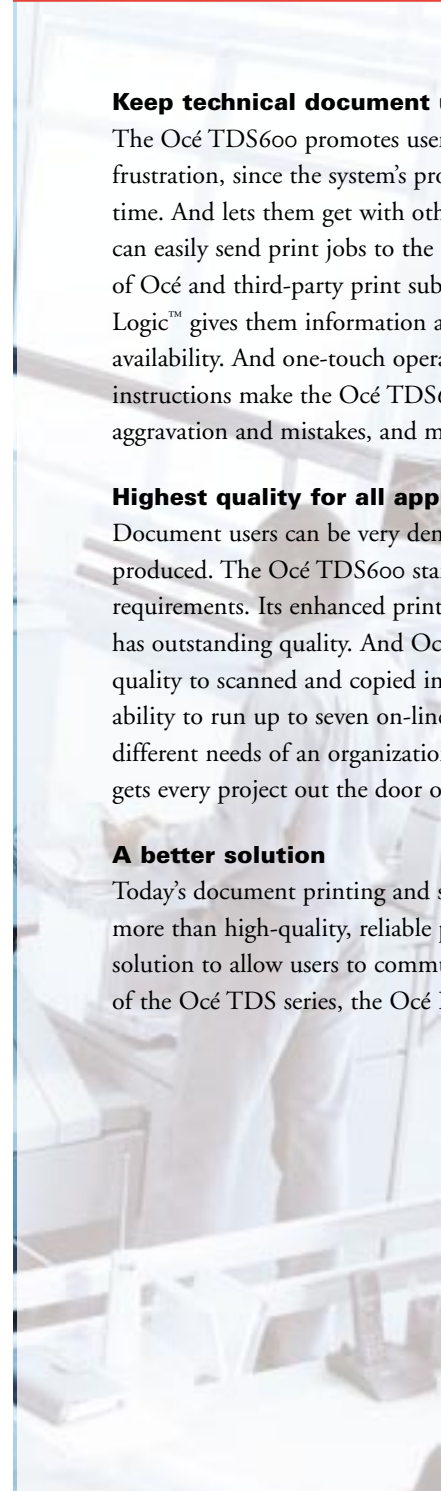 Keep technical document
The Océ TDS600 promotes user
frustration, since the system's pro
time. And lets them get with oth
can easily send print jobs to the
of Océ and third-party print sub
Logic™ gives them information a
availability. And one-touch opera
instructions make the Océ TDS6
aggravation and mistakes, and m
Highest quality for all app
Document users can be very dem
produced. The Océ TDS600 sta
requirements. Its enhanced print
has outstanding quality. And Oc
quality to scanned and copied in
ability to run up to seven on-line
different needs of an organization
gets every project out the door o
A better solution
Today's document printing and s
more than high-quality, reliable p
solution to allow users to commu
of the Océ TDS series, the Océ